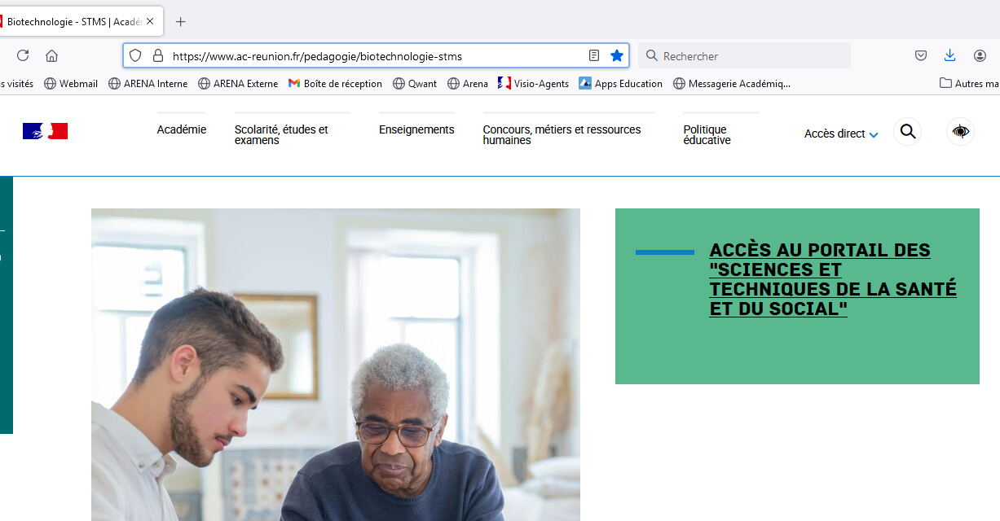 Biotechnologie - STMS | Acadé
https://www.ac-reunion.fr/pedagogie/biotechnologie-stms
Rechercher
s visités
Webmail
ARENA Interne
ARENA Externe
Boîte de réception
Qwant
Arena
Visio-Agents
Apps Education
Messagerie Académiq...
Autres ma
Académie
Scolarité, études et
examens
Enseignements
Concours, métiers et ressources
humaines
Politique
éducative
Accès direct
ACCÈS AU PORTAIL DES
"SCIENCES ET
TECHNIQUES DE LA SANTÉ
ET DU SOCIAL"